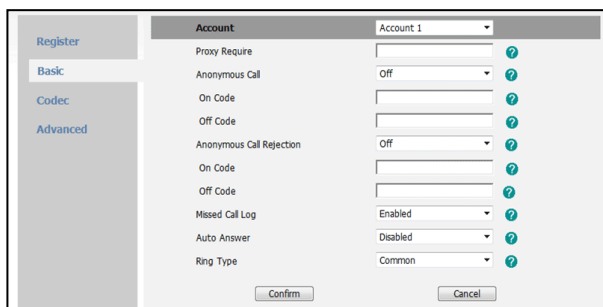 Register
Basic
Codec
Advanced
Account Account 1
Proxy Require ?
Anonymous Call Off ?
On Code ?
Off Code ?
Anonymous Call Rejection Off ?
On Code ?
Off Code ?
Missed Call Log Enabled ?
Auto Answer Disabled ?
Ring Type Common ?
Confirm Cancel